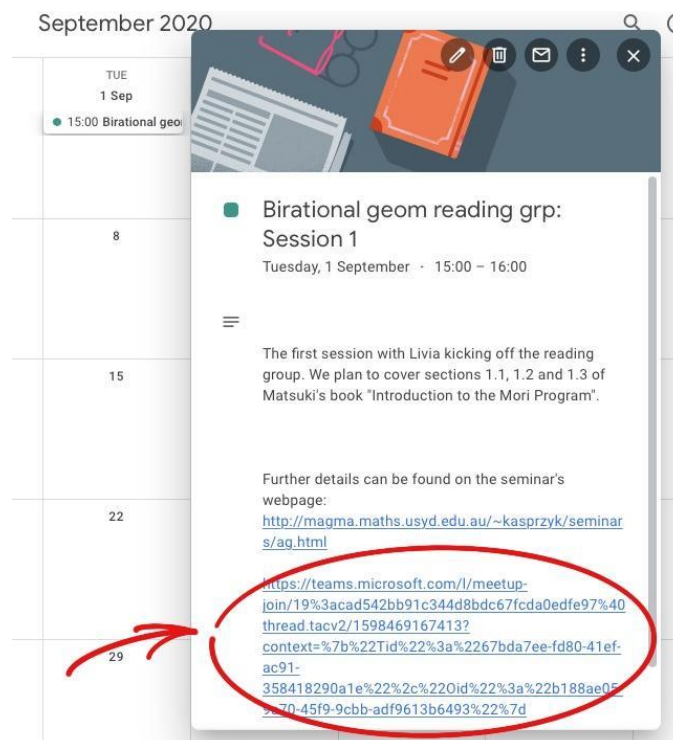 September 2020
TUE
1 Sep
15:00 Birational geo
8
15
22
29
Birational geom reading grp:
Session 1
Tuesday, 1 September · 15:00 – 16:00
The first session with Livia kicking off the reading
group. We plan to cover sections 1.1, 1.2 and 1.3 of
Matsuki's book "Introduction to the Mori Program".
Further details can be found on the seminar's
webpage:
http://magma.maths.usyd.edu.au/~kasprzyk/seminar
s/ag.html
https://teams.microsoft.com/l/meetup-
join/19%3acad542bb91c344d8bdc67fcda0edfe97%40
thread.tacv2/1598469167413?
context=%7b%22Tid%22%3a%2267bda7ee-fd80-41ef-
ac91-
358418290a1e%22%2c%22Oid%22%3a%22b188ae05-
9a70-45f9-9cbb-adf9613b6493%22%7d